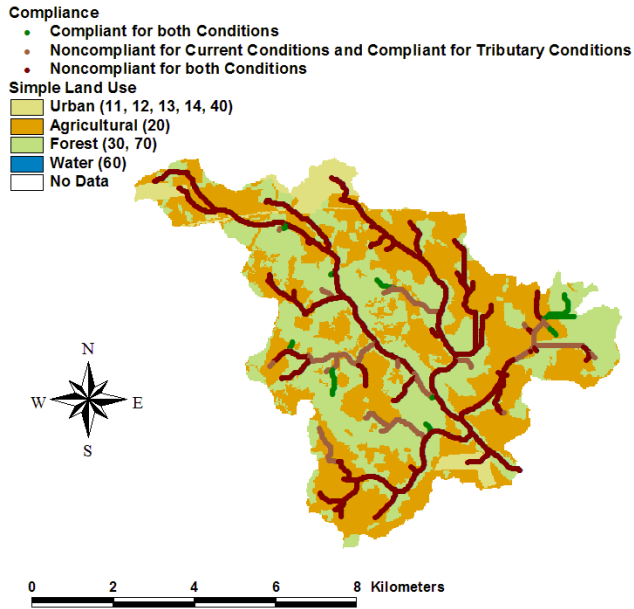 Compliance
Compliant for both Conditions
Noncompliant for Current Conditions and Compliant for Tributary Conditions
Noncompliant for both Conditions
Simple Land Use
Urban (11, 12, 13, 14, 40)
Agricultural (20)
Forest (30, 70)
Water (60)
No Data
N
W E
S
0 2 4 6 8 Kilometers